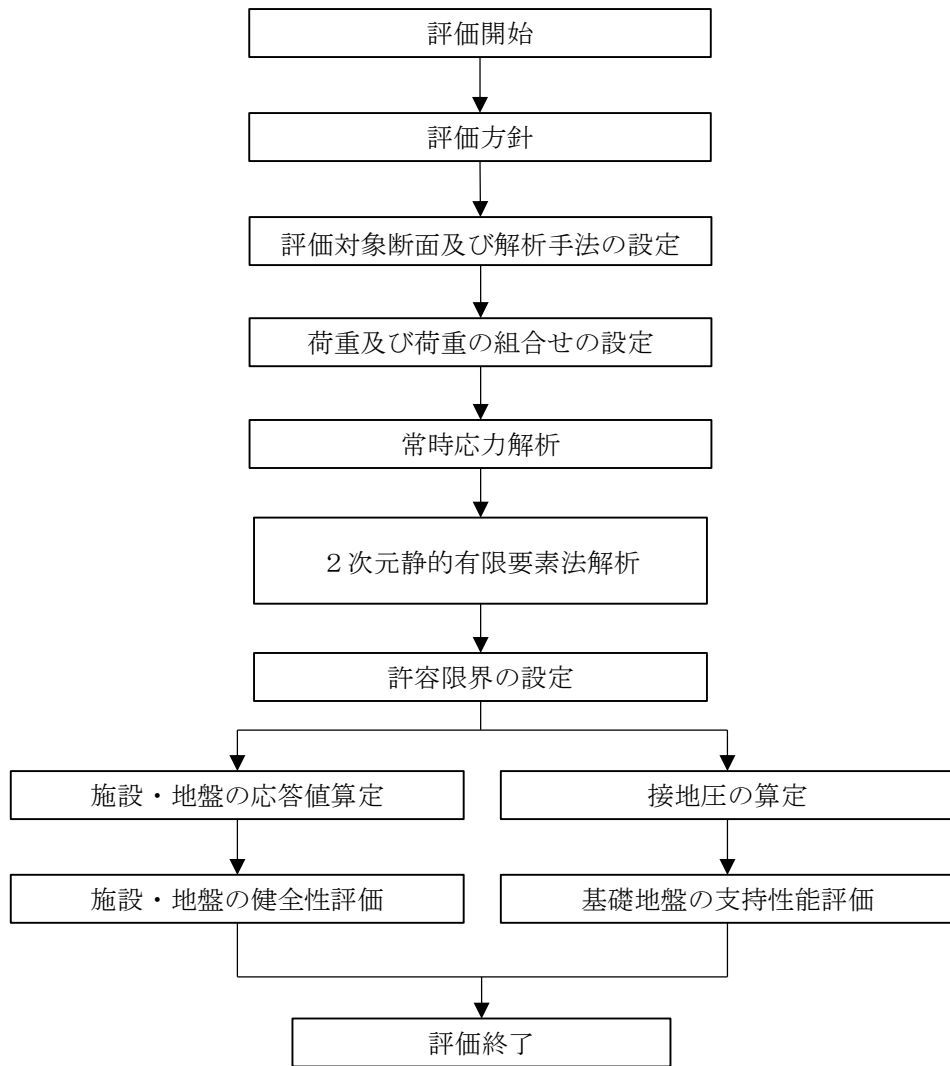 評価開始
評価方針
評価対象断面及び解析手法の設定
荷重及び荷重の組合せの設定
常時応力解析
２次元静的有限要素法解析
許容限界の設定
施設・地盤の応答値算定
接地圧の算定
施設・地盤の健全性評価
基礎地盤の支持性能評価
評価終了